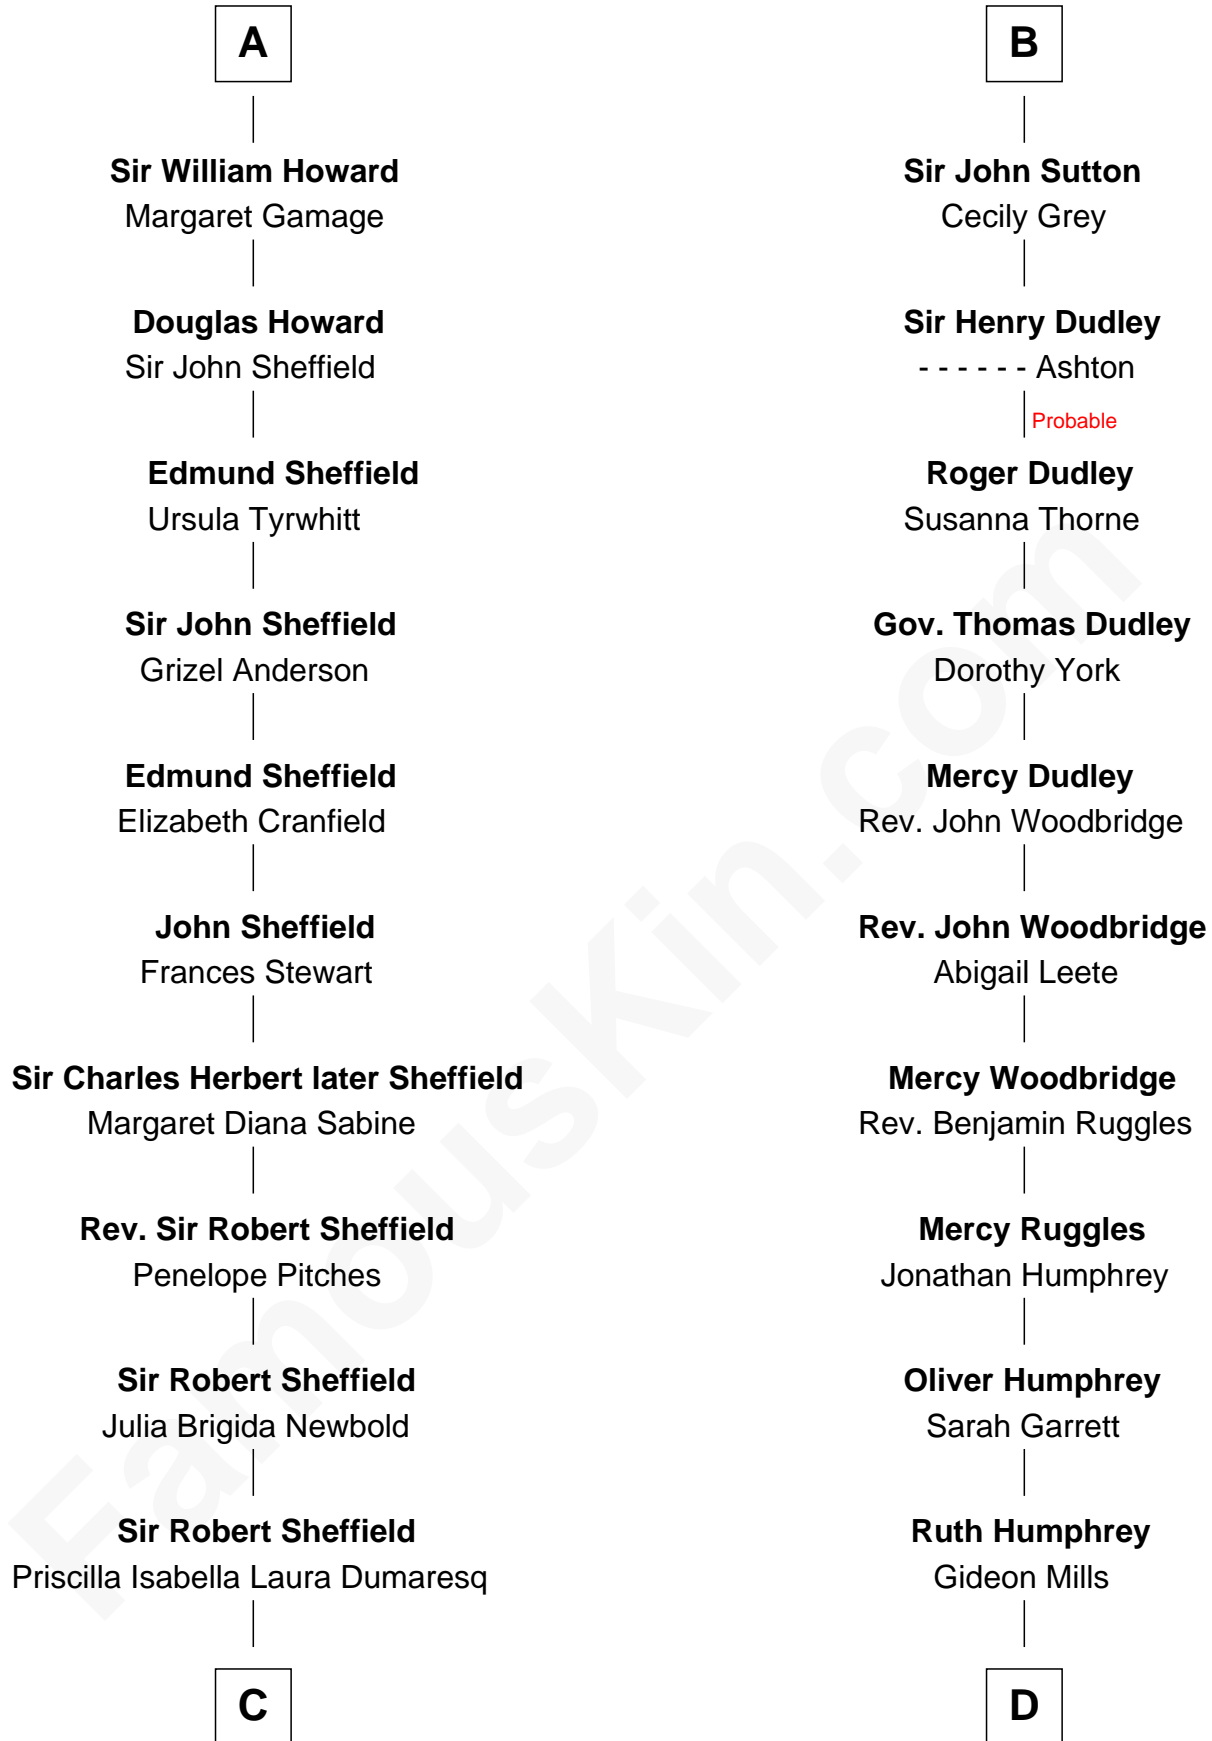 A
Sir William Howard
Margaret Gamage
Douglas Howard
Sir John Sheffield
Edmund Sheffield
Ursula Tyrwhitt
Sir John Sheffield
Grizel Anderson
Edmund Sheffield
Elizabeth Cranfield
John Sheffield
Frances Stewart
Sir Charles Herbert later Sheffield
Margaret Diana Sabine
Rev. Sir Robert Sheffield
Penelope Pitches
Sir Robert Sheffield
Julia Brigida Newbold
Sir Robert Sheffield
Priscilla Isabella Laura Dumaresq
C
B
Sir John Sutton
Cecily Grey
Sir Henry Dudley
- - - - - - Ashton
Probable
Roger Dudley
Susanna Thorne
Gov. Thomas Dudley
Dorothy York
Mercy Dudley
Rev. John Woodbridge
Rev. John Woodbridge
Abigail Leete
Mercy Woodbridge
Rev. Benjamin Ruggles
Mercy Ruggles
Jonathan Humphrey
Oliver Humphrey
Sarah Garrett
Ruth Humphrey
Gideon Mills
D
FamousKin.com